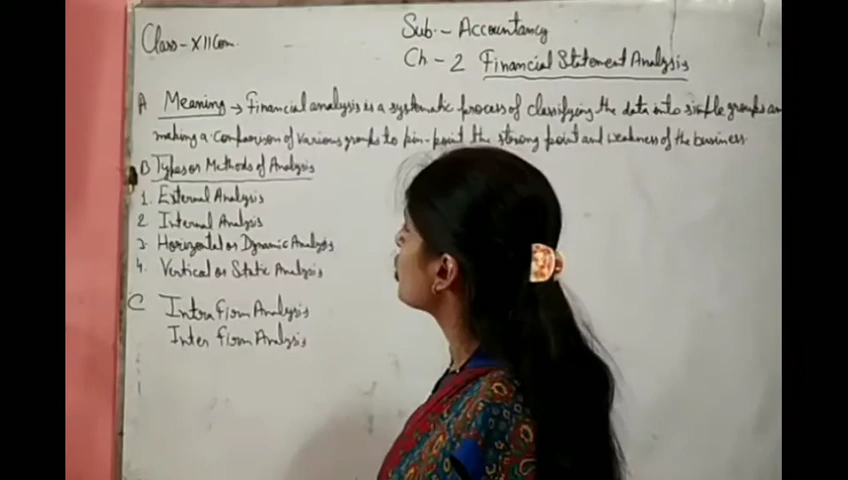 Class - XII Com.
Sub:- Accountancy
Ch - 2 Financial Statement Analysis
A Meaning → Financial analysis is a systematic process of classifying the data into simple groups an
making a comparison of various groups to pin-point the strong point and weakness of the business
B Types or Methods of Analysis
1. External Analysis
2. Internal Analysis
3. Horizontal or Dynamic Analysis
4. Vertical or Static Analysis
C Intra firm Analysis
Inter firm Analysis